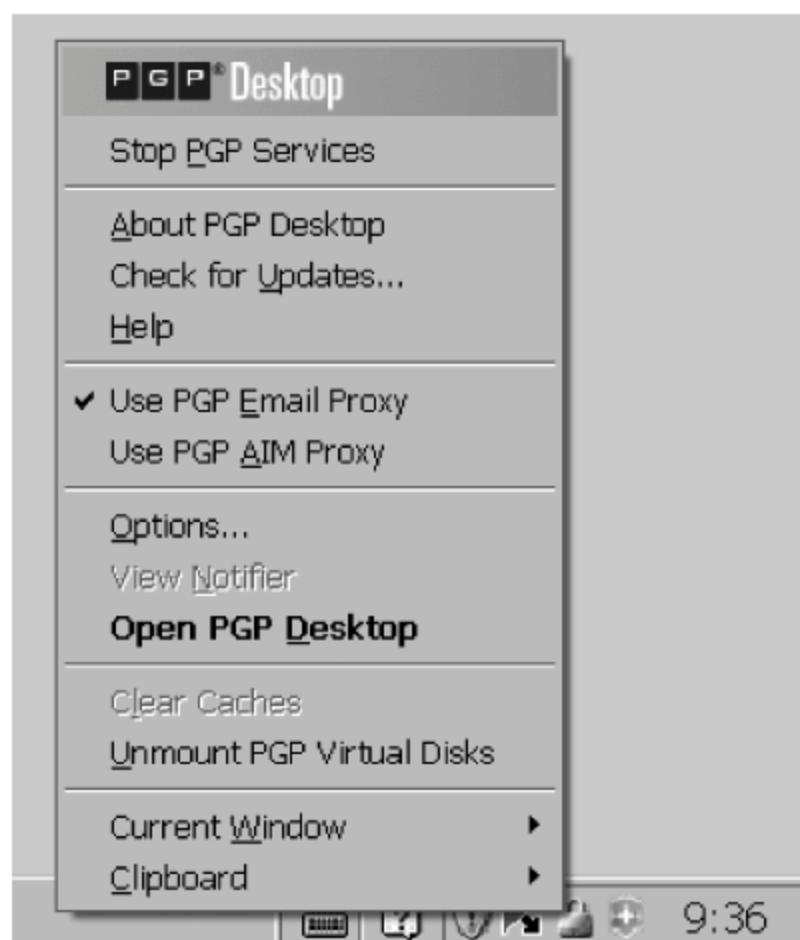 PGP® Desktop
Stop PGP Services
About PGP Desktop
Check for Updates...
Help
Use PGP Email Proxy
Use PGP AIM Proxy
Options...
View Notifier
Open PGP Desktop
Clear Caches
Unmount PGP Virtual Disks
Current Window
Clipboard
9:36